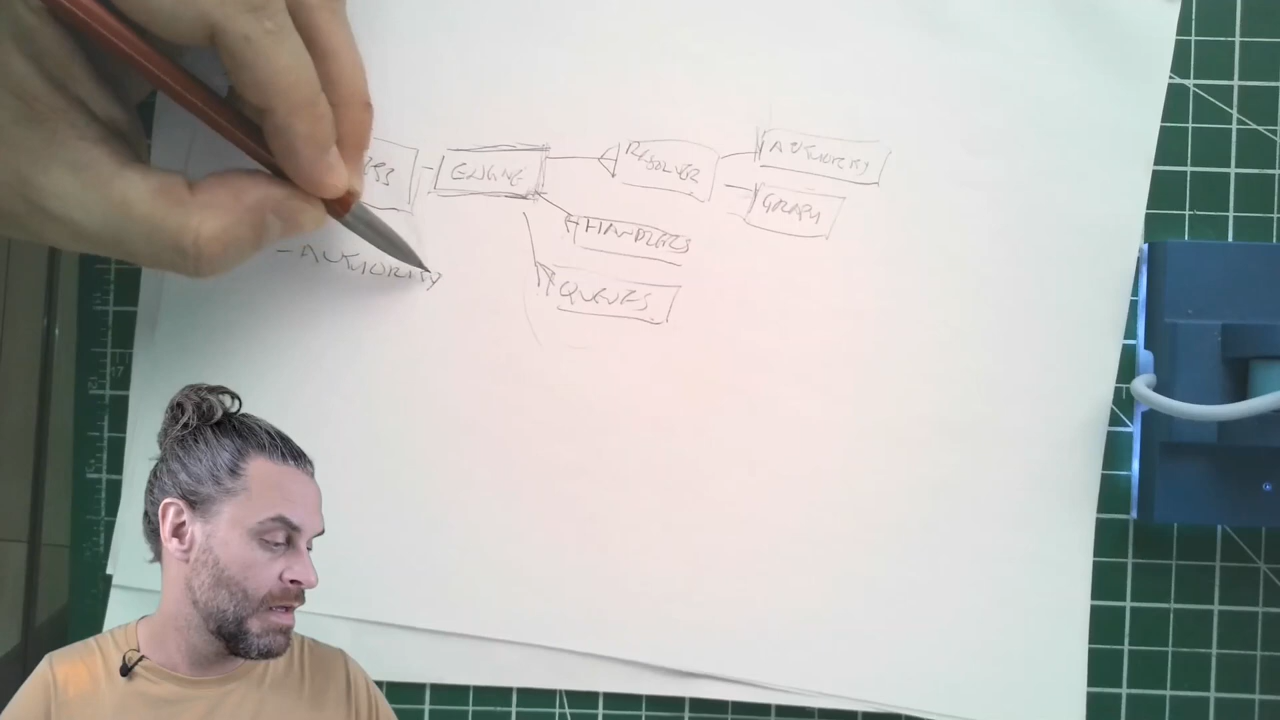 ENGINE
RESOLVER
AUTHORITY
GRAPH
HANDLERS
QUEUES
-AUTHORITY